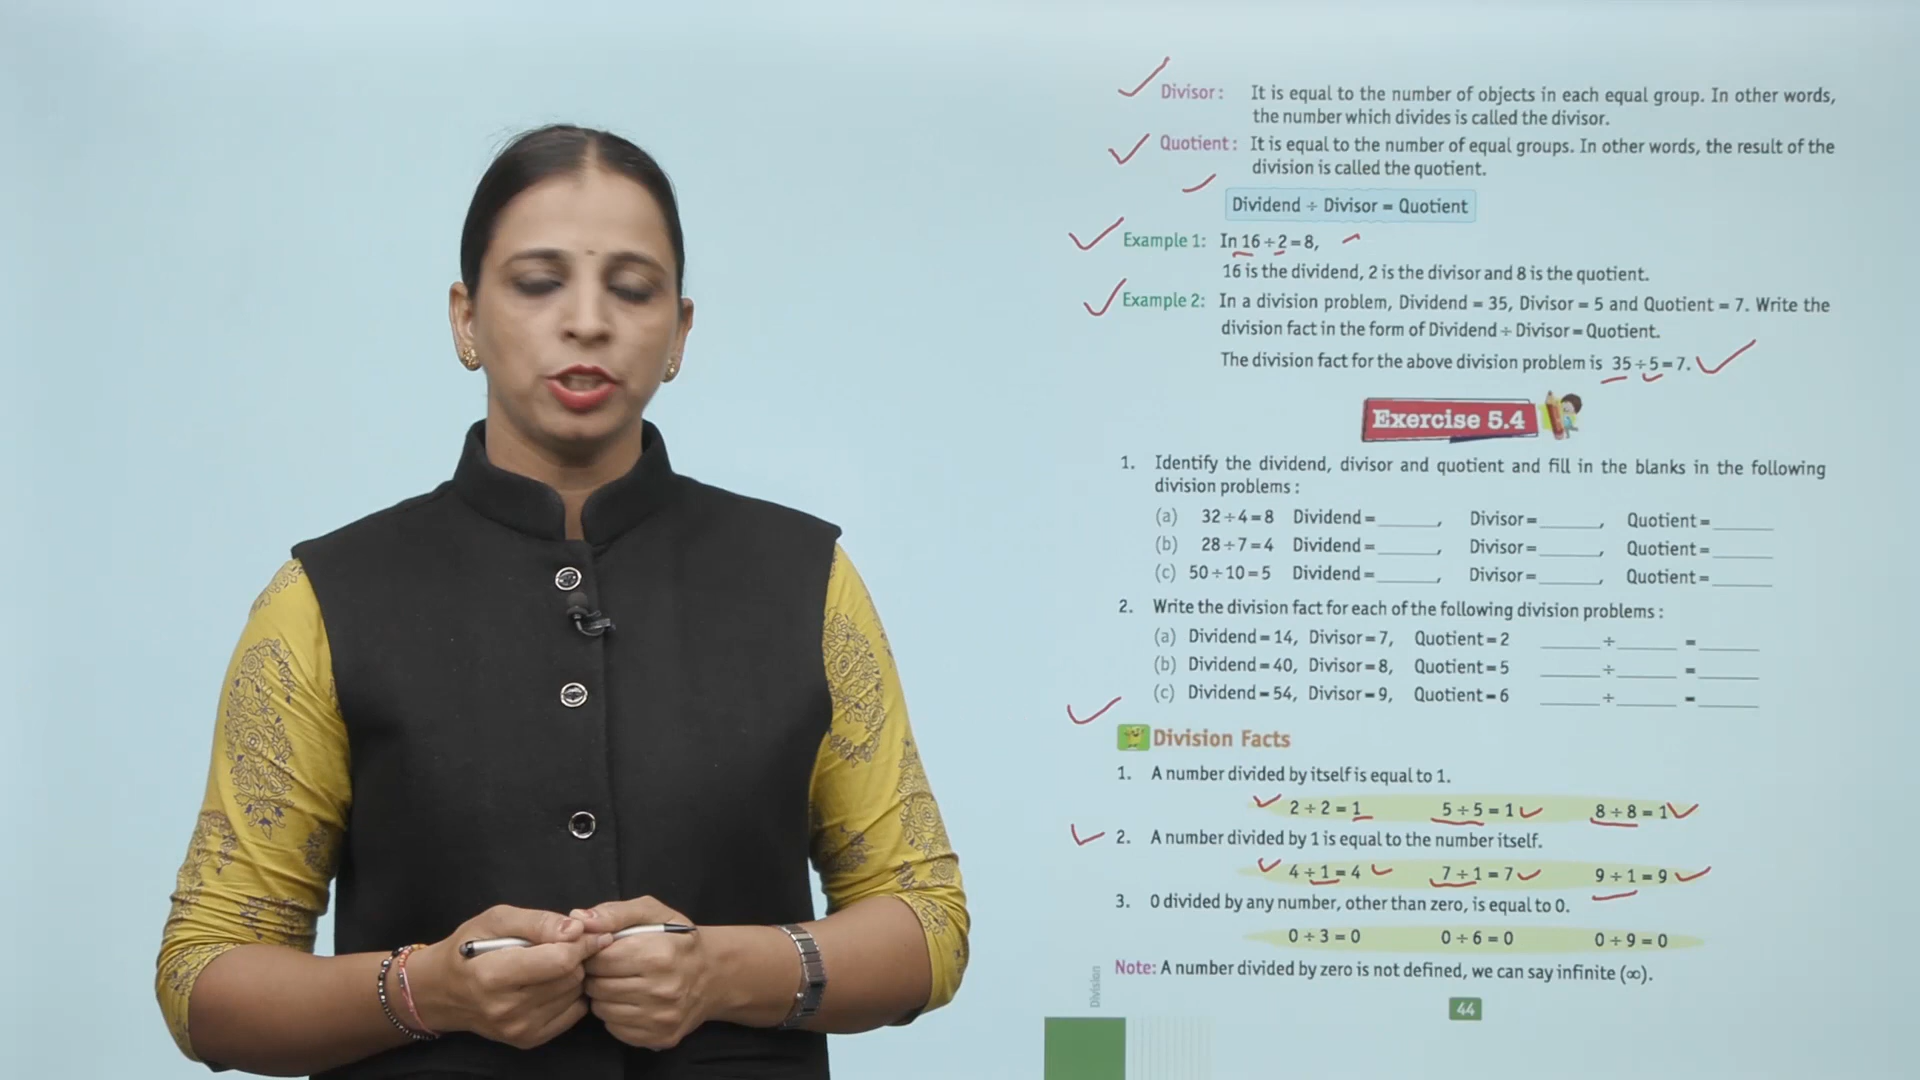 Divisor: It is equal to the number of objects in each equal group. In other words,
the number which divides is called the divisor.
Quotient: It is equal to the number of equal groups. In other words, the result of the
division is called the quotient.
Dividend ÷ Divisor = Quotient
Example 1: In 16 ÷ 2 = 8,
16 is the dividend, 2 is the divisor and 8 is the quotient.
Example 2: In a division problem, Dividend = 35, Divisor = 5 and Quotient = 7. Write the
division fact in the form of Dividend ÷ Divisor = Quotient.
The division fact for the above division problem is 35 ÷ 5 = 7.
Exercise 5.4
1. Identify the dividend, divisor and quotient and fill in the blanks in the following
division problems :
(a) 32 ÷ 4 = 8 Dividend = ______, Divisor = ______, Quotient = ______
(b) 28 ÷ 7 = 4 Dividend = ______, Divisor = ______, Quotient = ______
(c) 50 ÷ 10 = 5 Dividend = ______, Divisor = ______, Quotient = ______
2. Write the division fact for each of the following division problems :
(a) Dividend = 14, Divisor = 7, Quotient = 2 ______ ÷ ______ = ______
(b) Dividend = 40, Divisor = 8, Quotient = 5 ______ ÷ ______ = ______
(c) Dividend = 54, Divisor = 9, Quotient = 6 ______ ÷ ______ = ______
Division Facts
1. A number divided by itself is equal to 1.
2 ÷ 2 = 1 5 ÷ 5 = 1 8 ÷ 8 = 1
2. A number divided by 1 is equal to the number itself.
4 ÷ 1 = 4 7 ÷ 1 = 7 9 ÷ 1 = 9
3. 0 divided by any number, other than zero, is equal to 0.
0 ÷ 3 = 0 0 ÷ 6 = 0 0 ÷ 9 = 0
Note: A number divided by zero is not defined, we can say infinite (∞).
Division
44